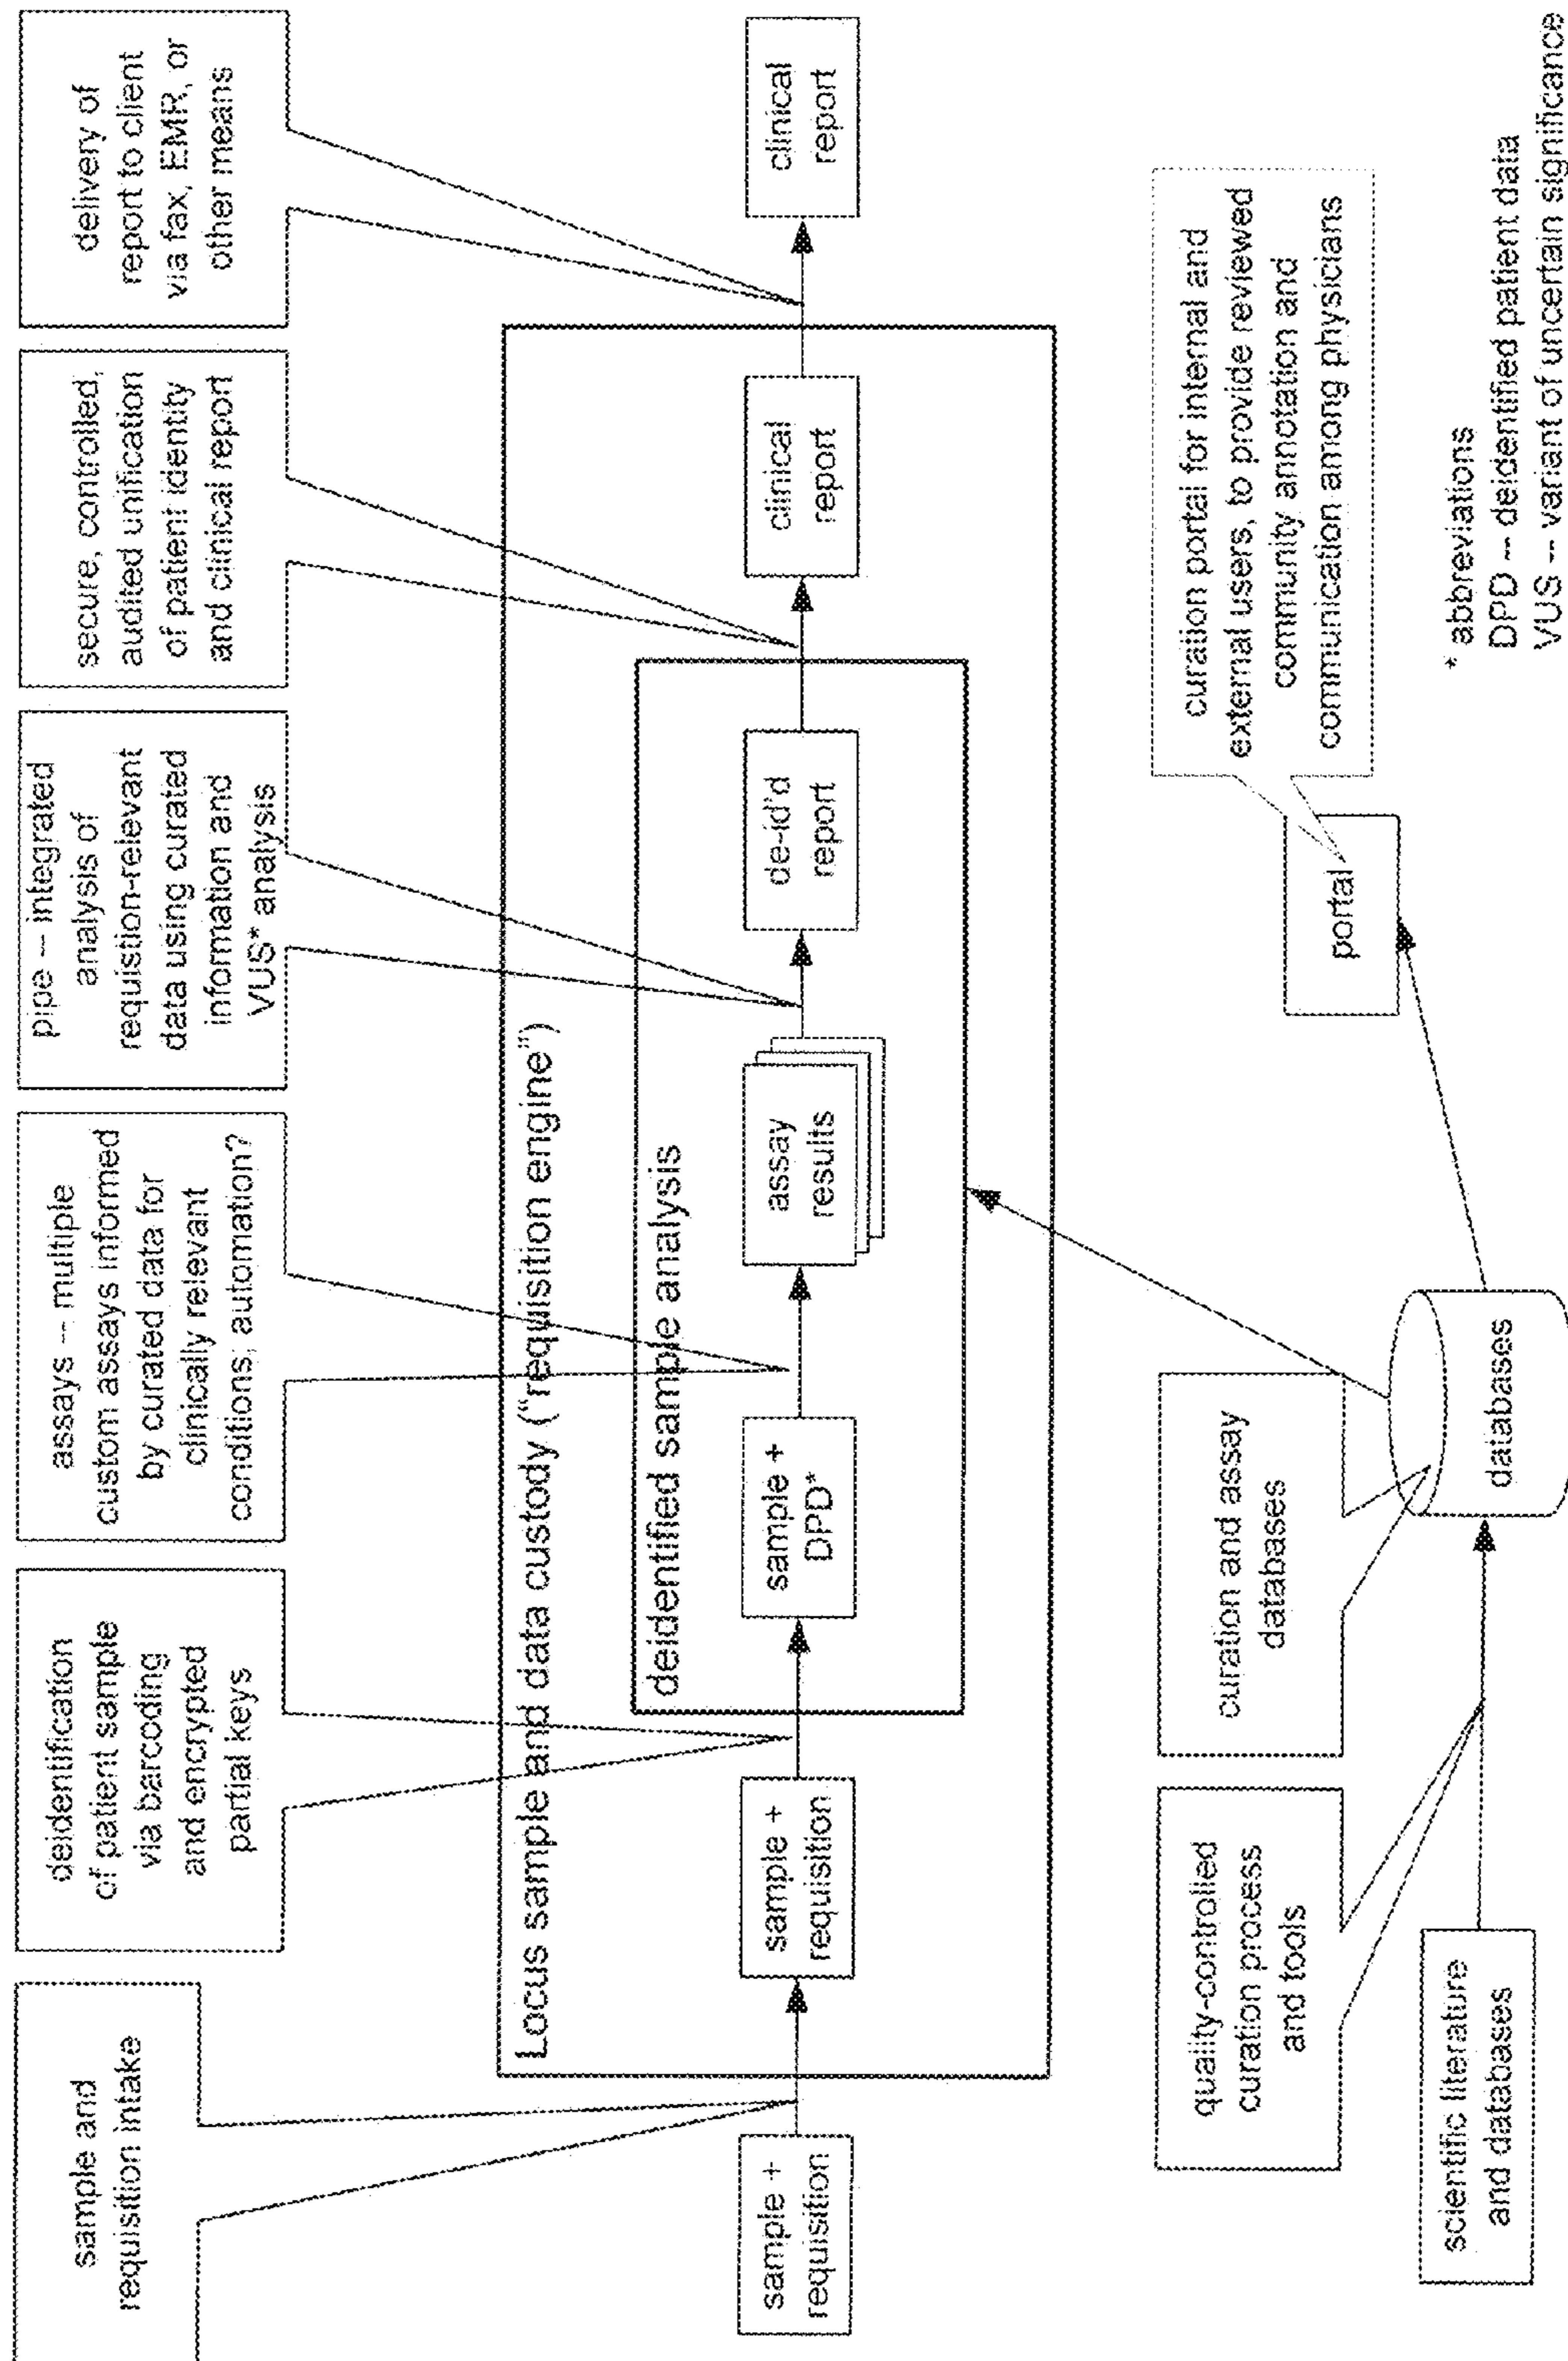 sample and
requisition intake
deidentification
of patient sample
via barcoding
and encrypted
partial keys
assays -- multiple
custom assays informed
by curated data for
clinically relevant
conditions; automation?
pipe -- integrated
analysis of
requistion-relevant
data using curated
information and
VUS* analysis
secure, controlled,
audited unification
of patient identity
and clinical report
delivery of
report to client
via fax, EMR, or
other means
Locus sample and data custody ("requisition engine")
deidentified sample analysis
sample +
requisition
sample +
requisition
sample +
DPD*
assay
results
de-id'd
report
clinical
report
clinical
report
quality-controlled
curation process
and tools
curation and assay
databases
curation portal for internal and
external users, to provide reviewed
community annotation and
communication among physicians
scientific literature
and databases
databases
portal
* abbreviations
DPD -- deidentified patient data
VUS -- variant of uncertain significance